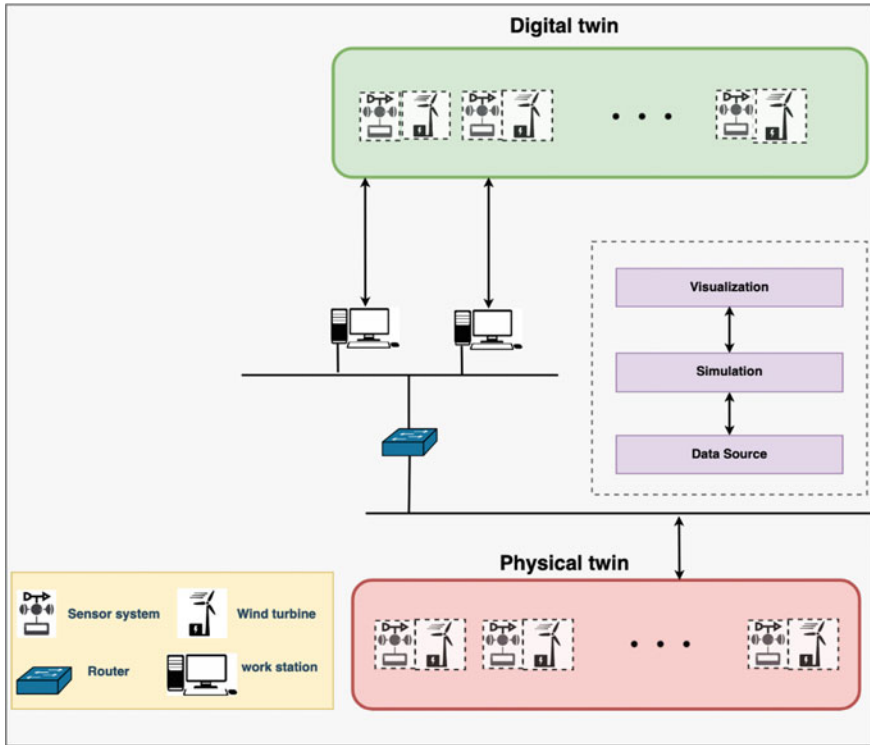 Digital twin
Visualization
Simulation
Data Source
Physical twin
Sensor system
Wind turbine
Router
work station